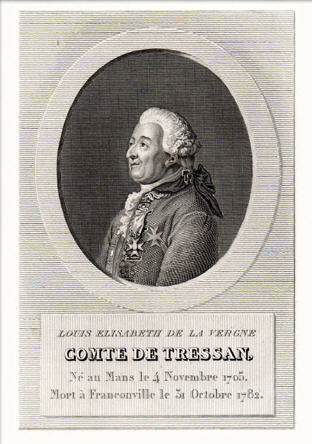 LOUIS ELISABETH DE LA VERGNE
COMTE DE TRESSAN,
Né au Mans le 4 Novembre 1705.
Mort à Franconville le 31 Octobre 1782.